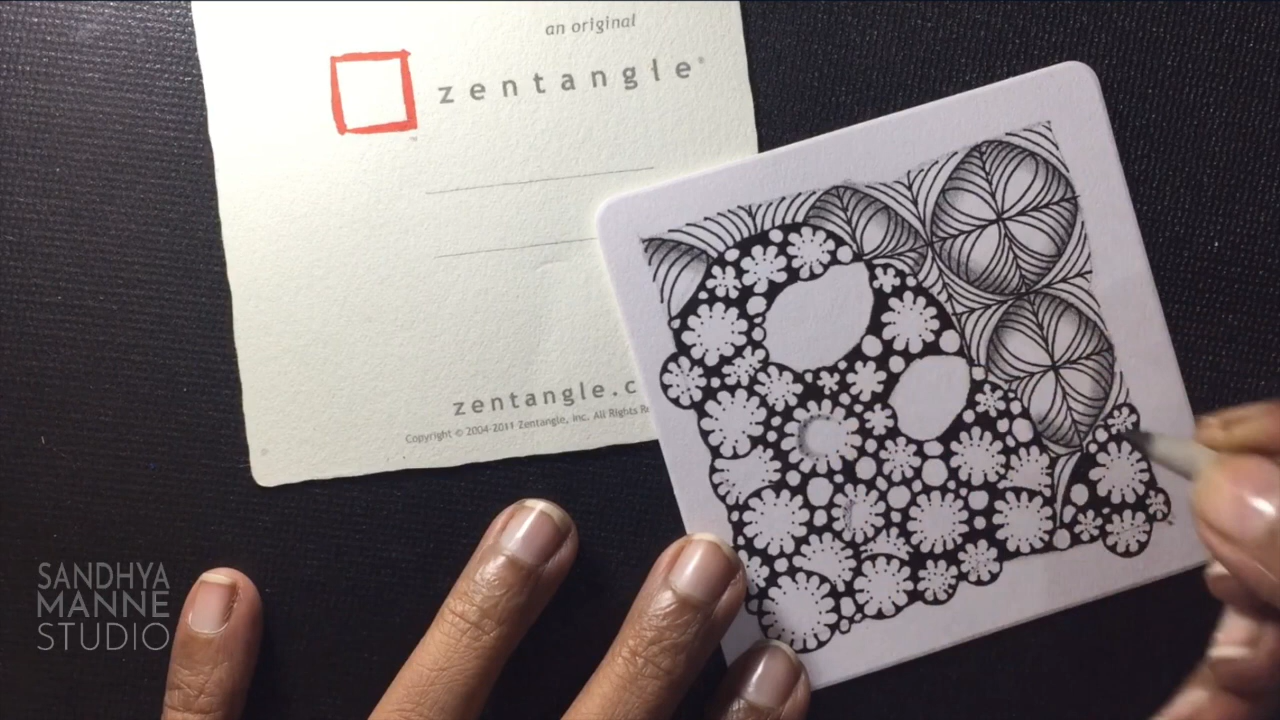 an original
zentangle®
zentangle.c
Copyright © 2004-2011 Zentangle, Inc. All Rights Re
SANDHYA
MANNE
STUDIO